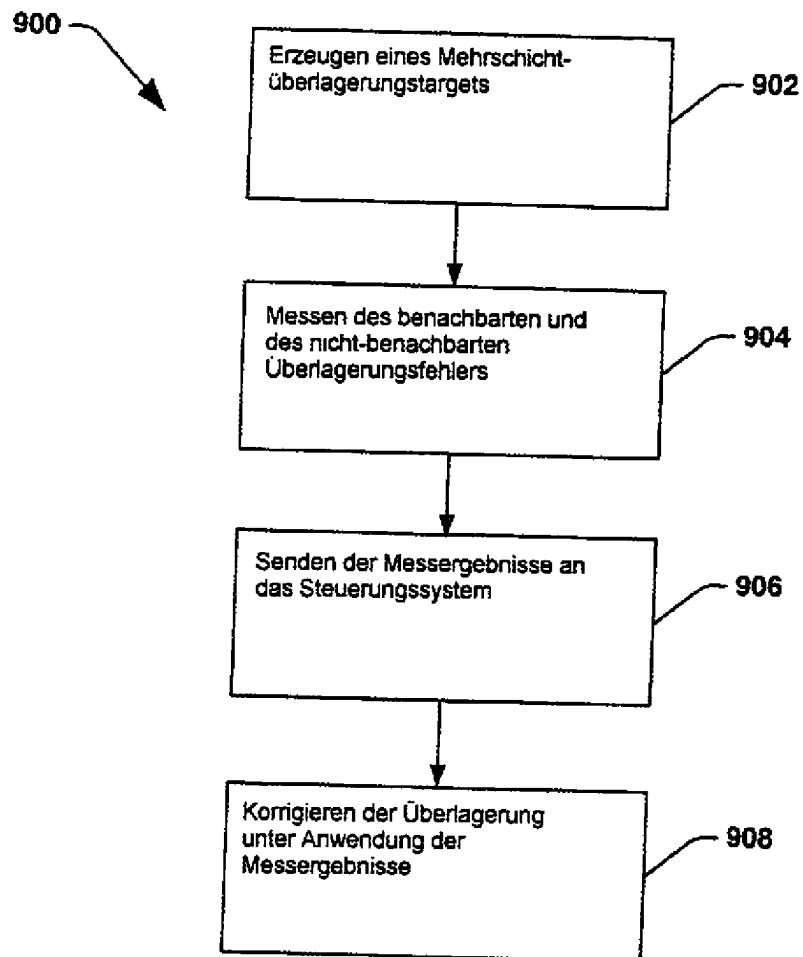 900
Erzeugen eines Mehrschicht-
überlagerungstargets
902
Messen des benachbarten und
des nicht-benachbarten
Überlagerungsfehlers
904
Senden der Messergebnisse an
das Steuerungssystem
906
Korrigieren der Überlagerung
unter Anwendung der
Messergebnisse
908